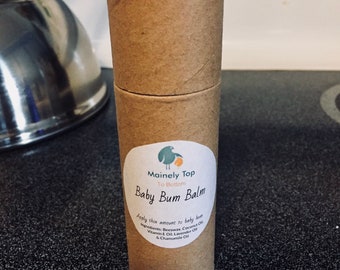 Mainely Top
To Bottom
Baby Bum Balm
Apply thin amount to baby bum
Ingredients: Beeswax, Coconut Oil,
Vitamin E Oil, Lavender Oil,
& Chamomile Oil